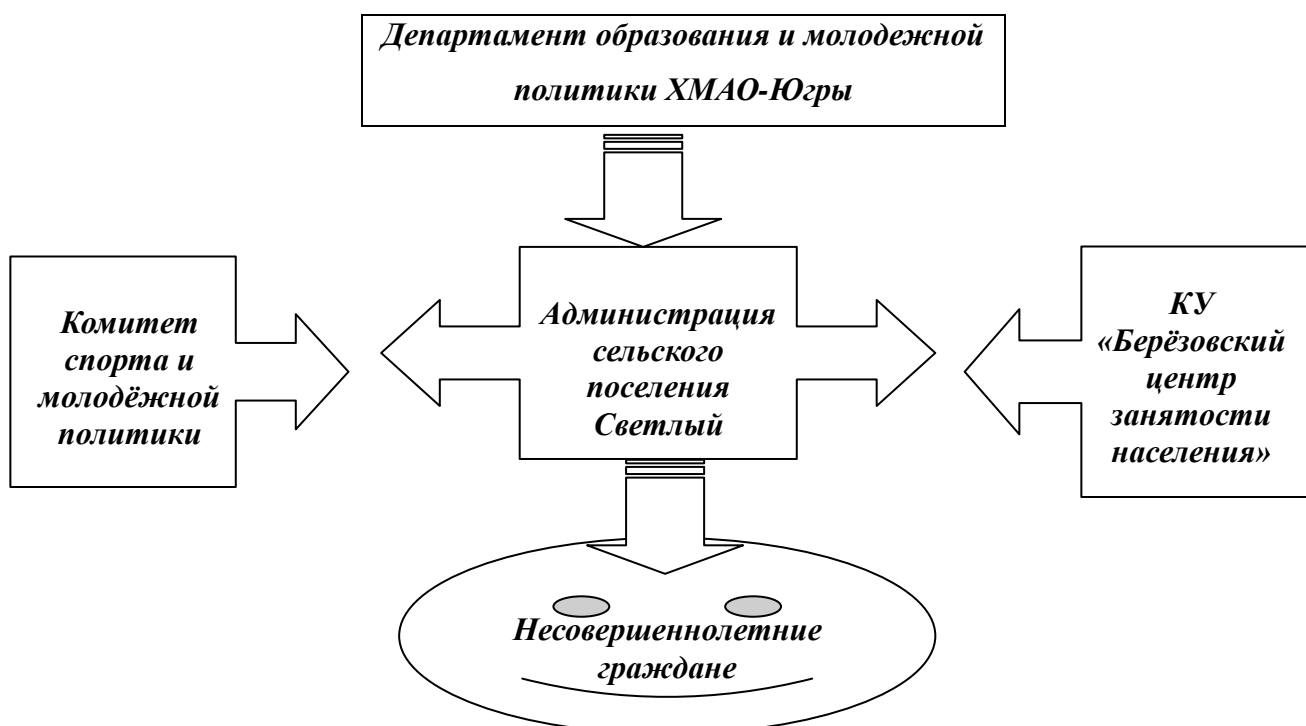 Департамент образования и молодежной
политики ХМАО-Югры
Комитет
спорта и
молодёжной
политики
Администрация
сельского
поселения
Светлый
КУ
«Берёзовский
центр
занятости
населения»
Несовершеннолетние
граждане